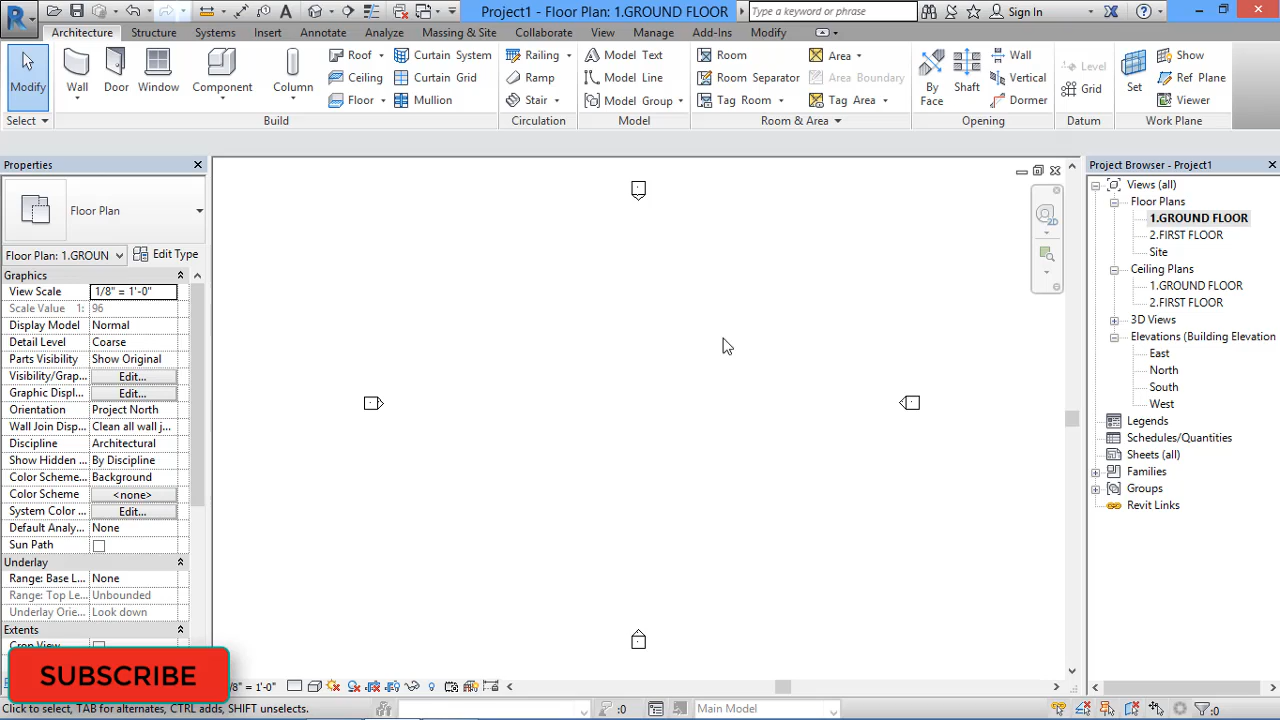 Project1 - Floor Plan: 1.GROUND FLOOR
Type a keyword or phrase
Sign In
Architecture Structure Systems Insert Annotate Analyze Massing & Site Collaborate View Manage Add-Ins Modify
Modify
Wall
Door
Window
Component
Column
Roof
Ceiling
Floor
Curtain System
Curtain Grid
Mullion
Railing
Ramp
Stair
Model Text
Model Line
Model Group
Room
Room Separator
Tag Room
Area
Area Boundary
Tag Area
By
Face
Shaft
Wall
Vertical
Dormer
Level
Grid
Set
Show
Ref Plane
Viewer
Select
Build
Circulation
Model
Room & Area
Opening
Datum
Work Plane
Properties
Floor Plan
Floor Plan: 1.GROUN
Edit Type
Graphics
View Scale 1/8" = 1'-0"
Scale Value 1: 96
Display Model Normal
Detail Level Coarse
Parts Visibility Show Original
Visibility/Grap... Edit...
Graphic Displ... Edit...
Orientation Project North
Wall Join Disp... Clean all wall j...
Discipline Architectural
Show Hidden ... By Discipline
Color Scheme... Background
Color Scheme <none>
System Color ... Edit...
Default Analy... None
Sun Path
Underlay
Range: Base L... None
Range: Top Le... Unbounded
Underlay Orie... Look down
Extents
SUBSCRIBE
/8" = 1'-0"
2D
Project Browser - Project1
Views (all)
Floor Plans
1.GROUND FLOOR
2.FIRST FLOOR
Site
Ceiling Plans
1.GROUND FLOOR
2.FIRST FLOOR
3D Views
Elevations (Building Elevation
East
North
South
West
Legends
Schedules/Quantities
Sheets (all)
Families
Groups
Revit Links
Click to select, TAB for alternates, CTRL adds, SHIFT unselects.
:0
Main Model
:0